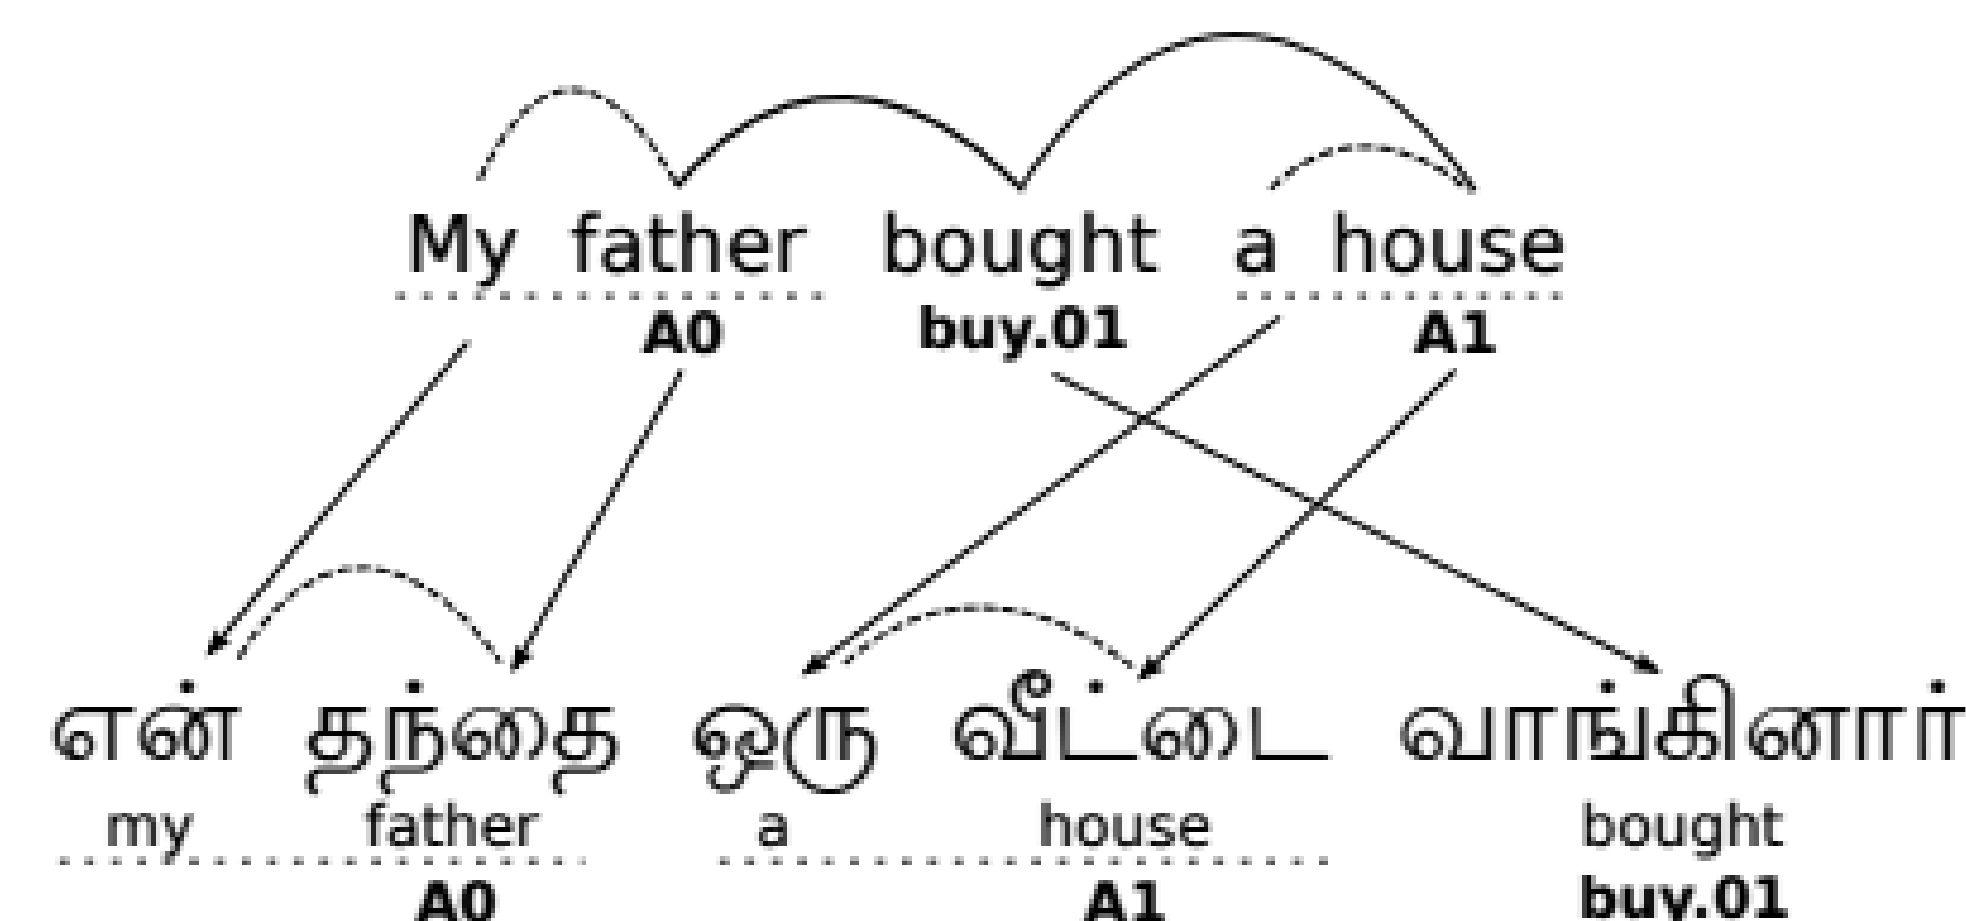 My father bought a house
A0 buy.01 A1
என் தந்தை ஒரு வீட்டை வாங்கினார்
my father a house bought
A0 A1 buy.01